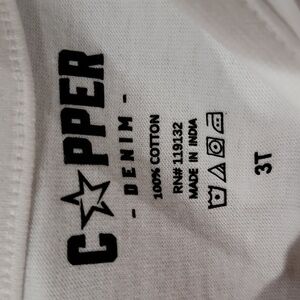 C★PPER
- DENIM -
100% COTTON
RN# 119132
MADE IN INDIA
3T